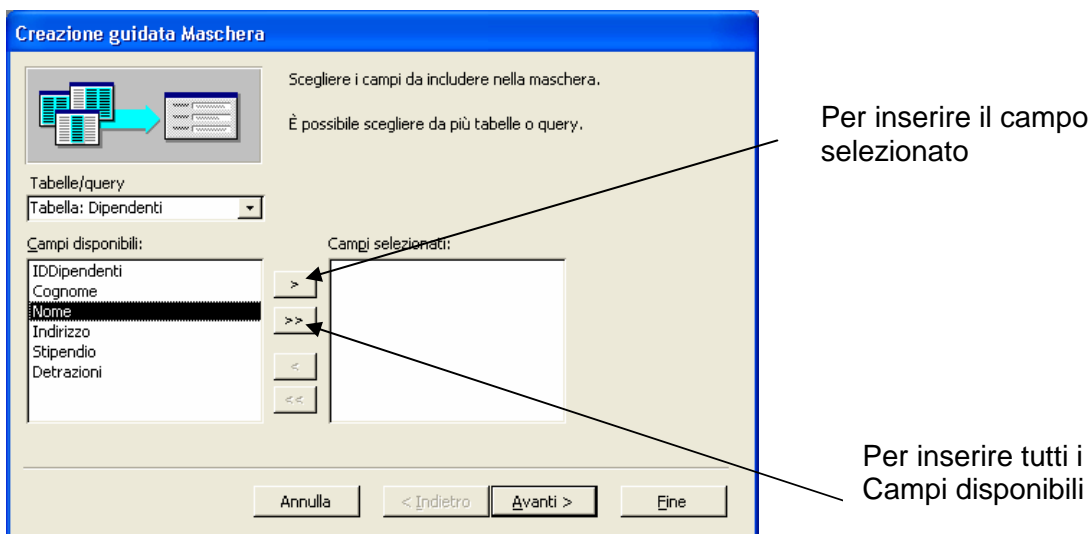 Creazione guidata Maschera
Scegliere i campi da includere nella maschera.
È possibile scegliere da più tabelle o query.
Per inserire il campo
selezionato
Tabelle/query
Tabella: Dipendenti
Campi disponibili:
Campi selezionati:
IDDipendenti
Cognome
Nome
Indirizzo
Stipendio
Detrazioni
>
>>
<
<<
Per inserire tutti i
Campi disponibili
Annulla
< Indietro
Avanti >
Fine